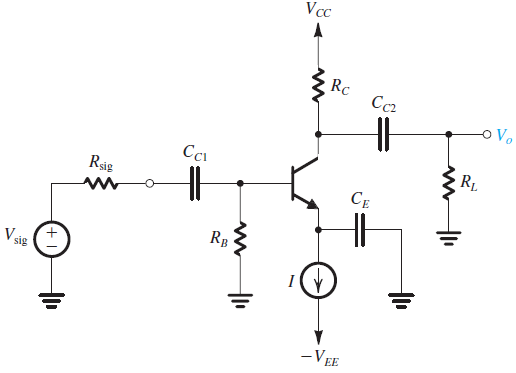 V_CC
R_C
C_C2
V_o
C_C1
R_sig
R_L
C_E
V_sig
+
−
R_B
I
−V_EE